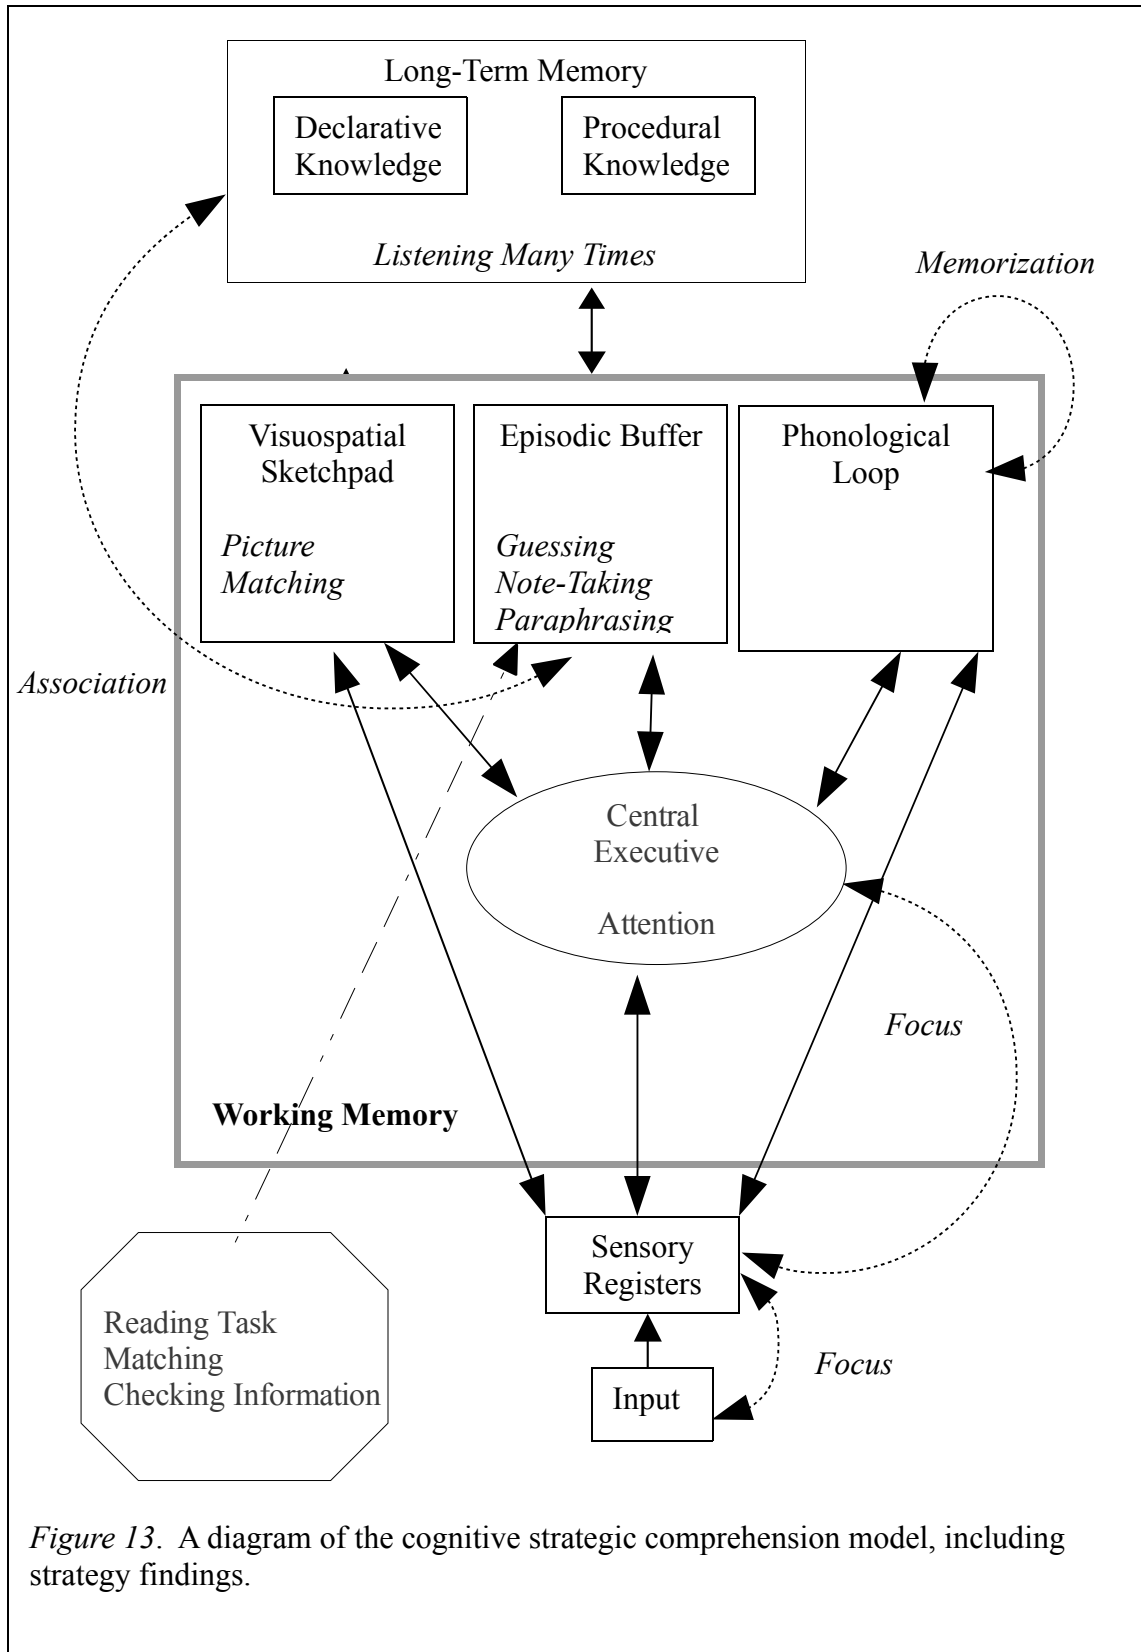 Long-Term Memory
Declarative
Knowledge
Procedural
Knowledge
Listening Many Times
Memorization
Visuospatial
Sketchpad
Picture
Matching
Episodic Buffer
Guessing
Note-Taking
Paraphrasing
Phonological
Loop
Association
Central
Executive
Attention
Focus
Working Memory
Sensory
Registers
Reading Task
Matching
Checking Information
Focus
Input
Figure 13. A diagram of the cognitive strategic comprehension model, including
strategy findings.